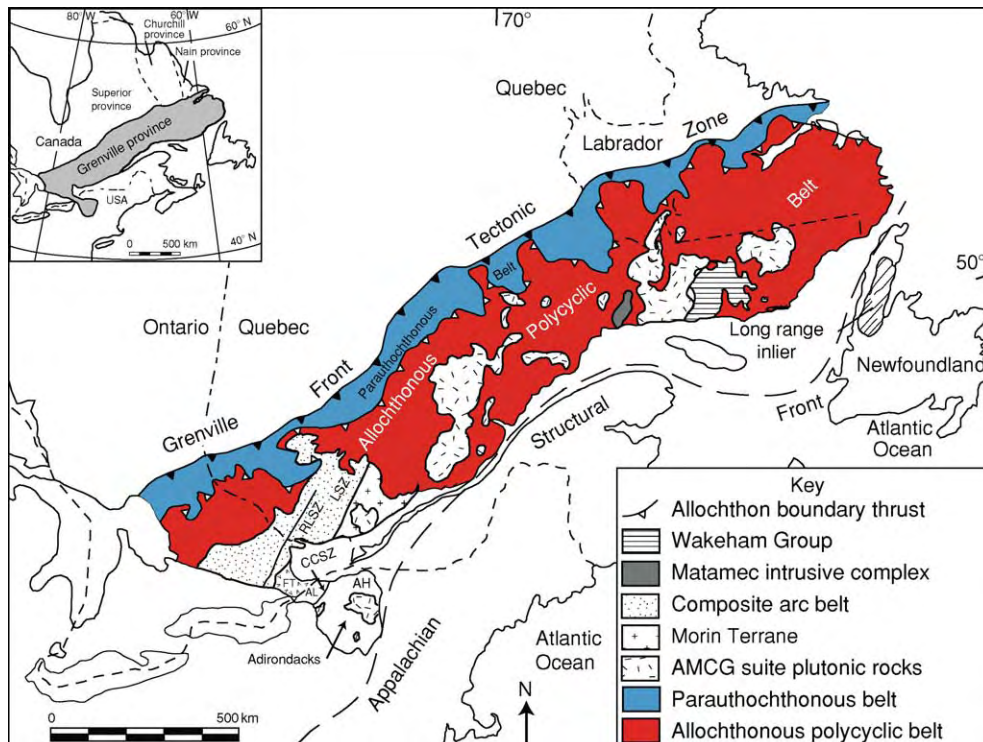 70°
80° W
60° W
60° N
Churchill
province
Nain province
Superior
province
Canada
Grenville province
USA
0 500 km
40° N
Quebec
Labrador
Grenville Front Tectonic Zone
Parauthochthonous Belt
Allochthonous Polycyclic Belt
50°
Ontario
Quebec
Long range
inlier
Newfoundland
Atlantic
Ocean
Appalachian Structural Front
RLSZ
LSZ
CCSZ
FT
AL
AH
Adirondacks
Atlantic
Ocean
N
0 500 km
Key
Allochthon boundary thrust
Wakeham Group
Matamec intrusive complex
Composite arc belt
Morin Terrane
AMCG suite plutonic rocks
Parauthochthonous belt
Allochthonous polycyclic belt